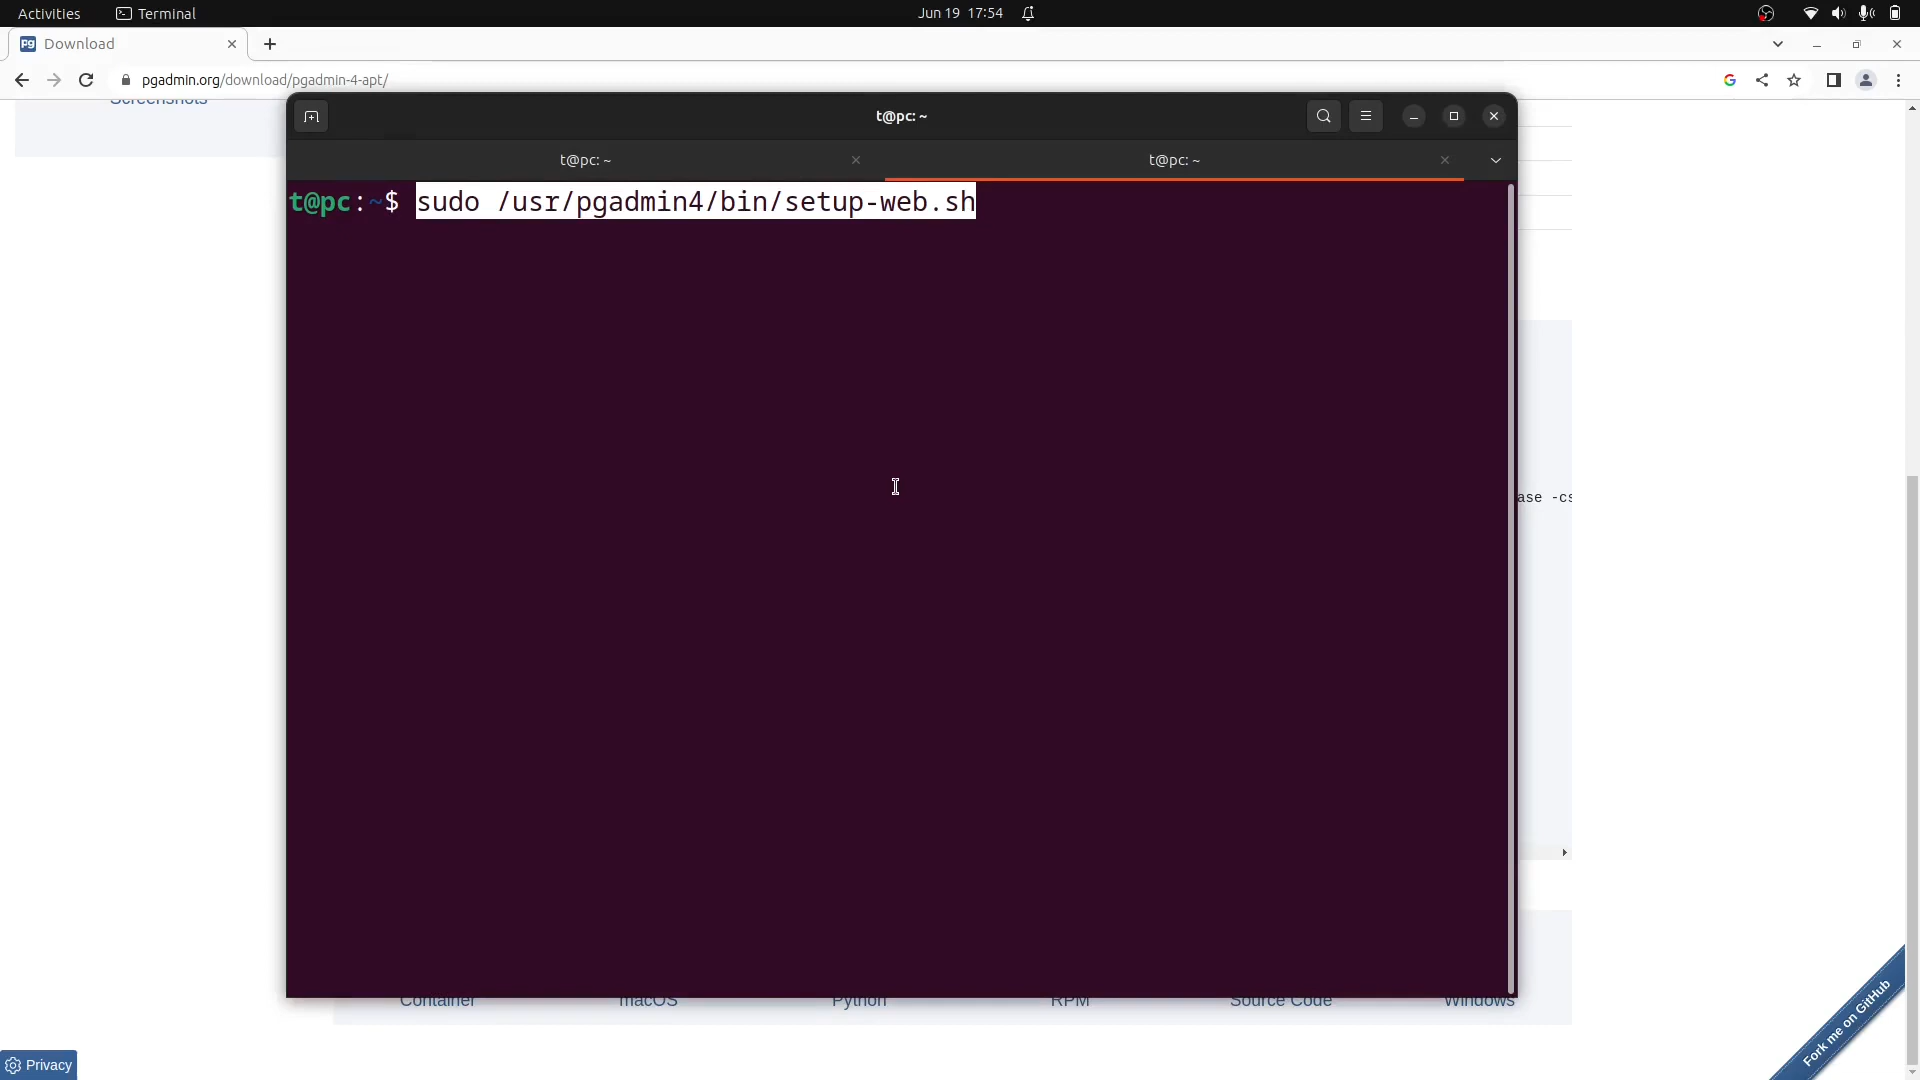 Activities
Terminal
Jun 19 17:54
pg Download
pgadmin.org/download/pgadmin-4-apt/
Screenshots
t@pc: ~
t@pc: ~
t@pc: ~
t@pc:~$ sudo /usr/pgadmin4/bin/setup-web.sh
ase -cs
Container macOS Python RPM Source Code Windows
Fork me on GitHub
Privacy